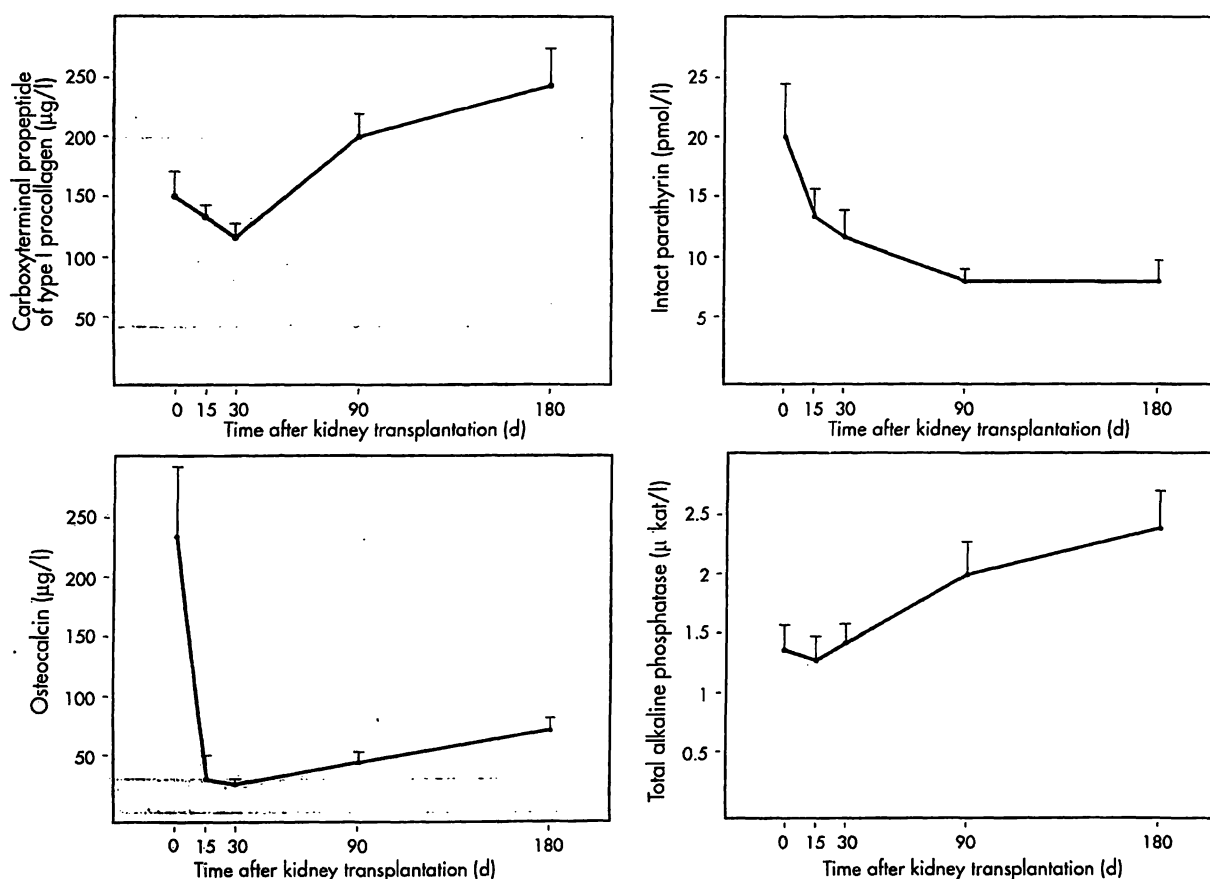 Carboxyterminal propeptide
of type I procollagen (µg/l)
250
200
150
100
50
0 15 30 90 180
Time after kidney transplantation (d)
Intact parathyrin (pmol/l)
25
20
15
10
5
0 15 30 90 180
Time after kidney transplantation (d)
Osteocalcin (µg/l)
250
200
150
100
50
0 15 30 90 180
Time after kidney transplantation (d)
Total alkaline phosphatase (µ kat/l)
2.5
2
1.5
1
0.5
0 15 30 90 180
Time after kidney transplantation (d)